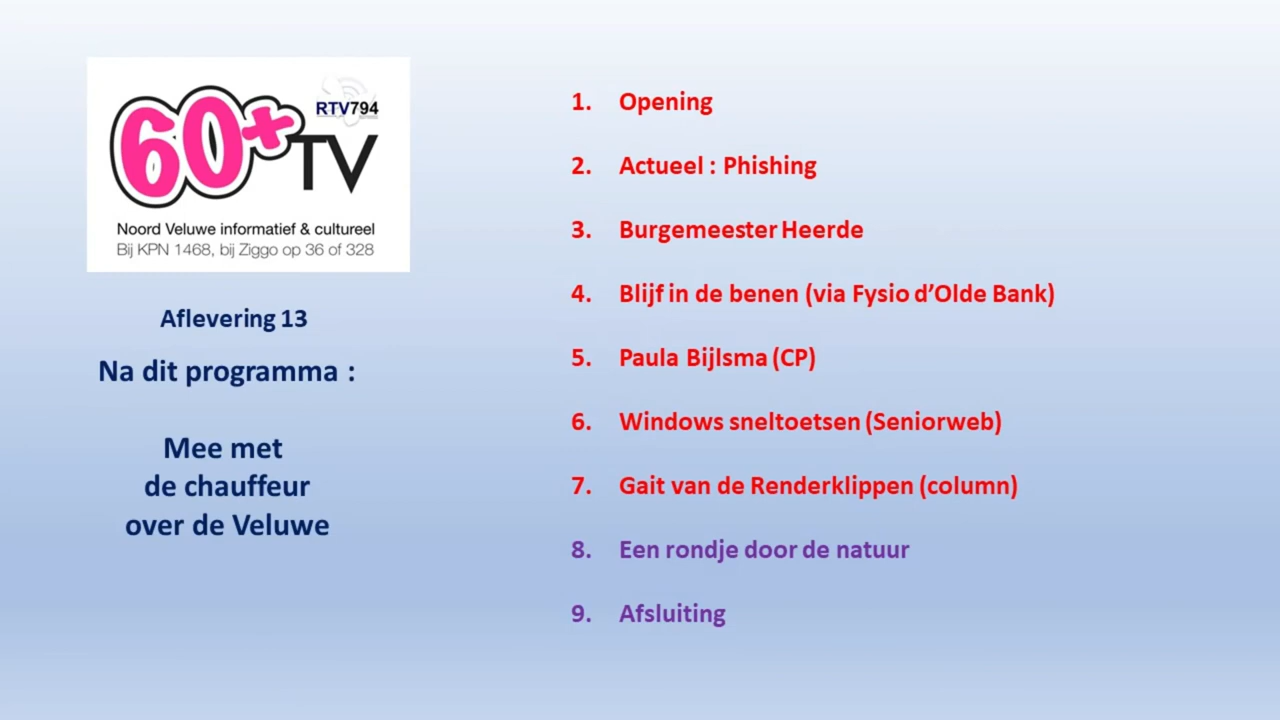 60+ TV
RTV794
Noord Veluwe informatief & cultureel
Bij KPN 1468, bij Ziggo op 36 of 328
Aflevering 13
Na dit programma :
Mee met
de chauffeur
over de Veluwe
1. Opening
2. Actueel : Phishing
3. Burgemeester Heerde
4. Blijf in de benen (via Fysio d’Olde Bank)
5. Paula Bijlsma (CP)
6. Windows sneltoetsen (Seniorweb)
7. Gait van de Renderklippen (column)
8. Een rondje door de natuur
9. Afsluiting